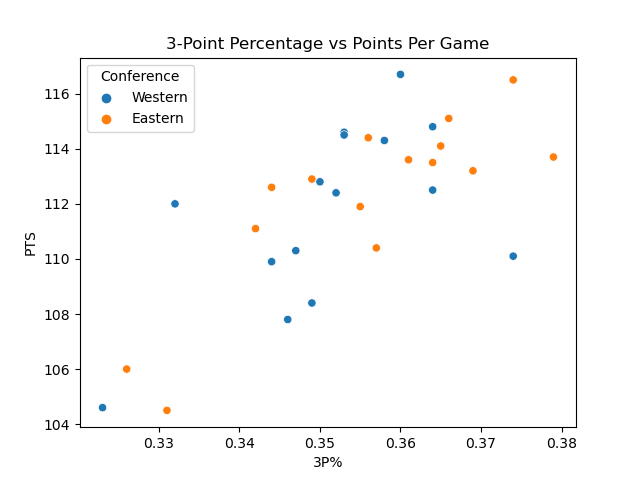 3-Point Percentage vs Points Per Game
Conference
Western
Eastern
PTS
116
114
112
110
108
106
104
0.33
0.34
0.35
0.36
0.37
0.38
3P%